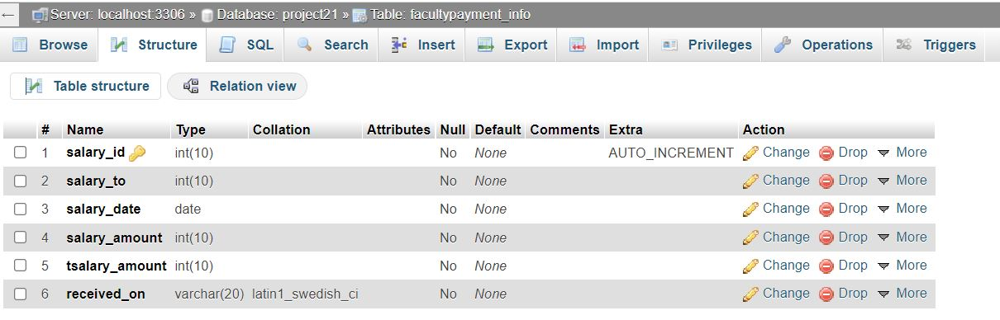 Server: localhost:3306 » Database: project21 » Table: facultypayment_info
Browse Structure SQL Search Insert Export Import Privileges Operations Triggers
Table structure Relation view
# Name Type Collation Attributes Null Default Comments Extra Action
1 salary_id int(10) No None AUTO_INCREMENT Change Drop More
2 salary_to int(10) No None Change Drop More
3 salary_date date No None Change Drop More
4 salary_amount int(10) No None Change Drop More
5 tsalary_amount int(10) No None Change Drop More
6 received_on varchar(20) latin1_swedish_ci No None Change Drop More